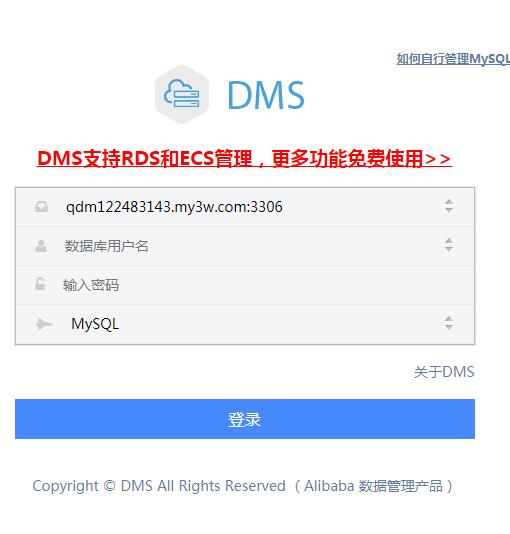 如何自行管理MySQL
DMS
DMS支持RDS和ECS管理，更多功能免费使用>>
qdm122483143.my3w.com:3306
数据库用户名
输入密码
MySQL
关于DMS
登录
Copyright © DMS All Rights Reserved （Alibaba 数据管理产品）